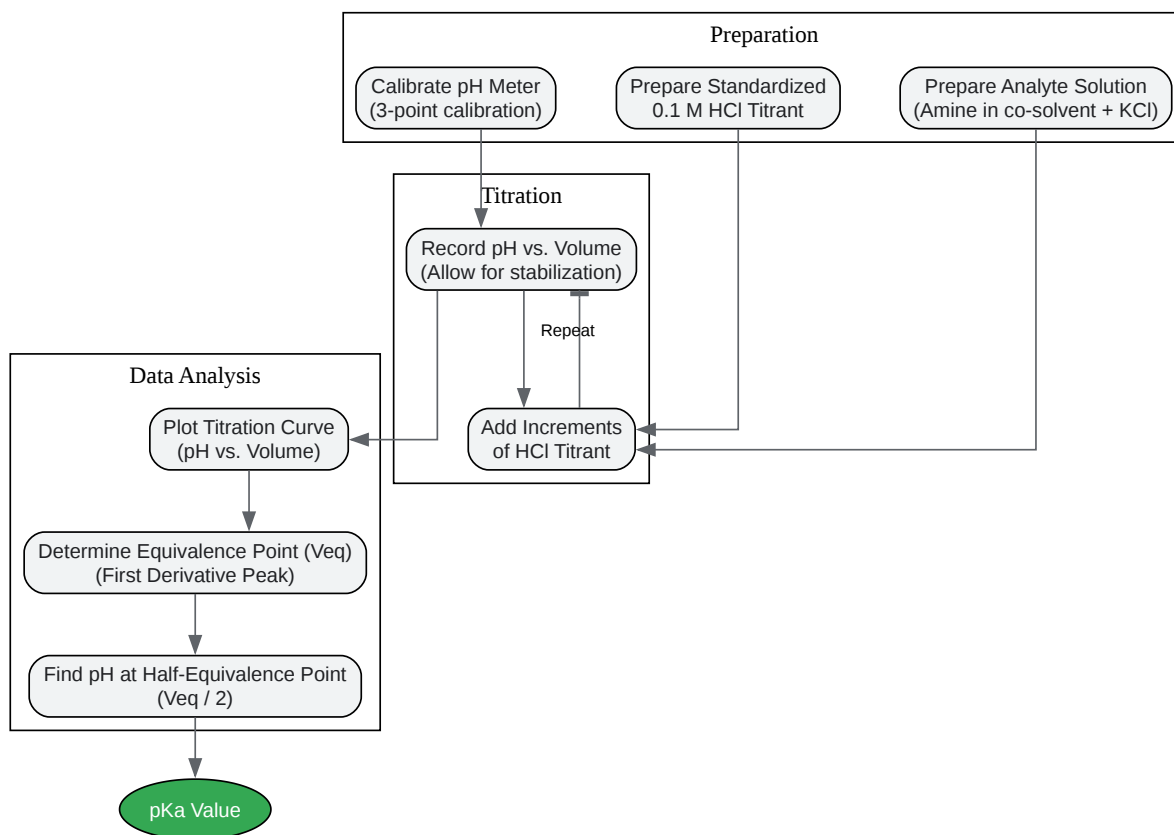 Preparation
Calibrate pH Meter
(3-point calibration)
Prepare Standardized
0.1 M HCl Titrant
Prepare Analyte Solution
(Amine in co-solvent + KCl)
Titration
Record pH vs. Volume
(Allow for stabilization)
Repeat
Add Increments
of HCl Titrant
Data Analysis
Plot Titration Curve
(pH vs. Volume)
Determine Equivalence Point (Veq)
(First Derivative Peak)
Find pH at Half-Equivalence Point
(Veq / 2)
pKa Value